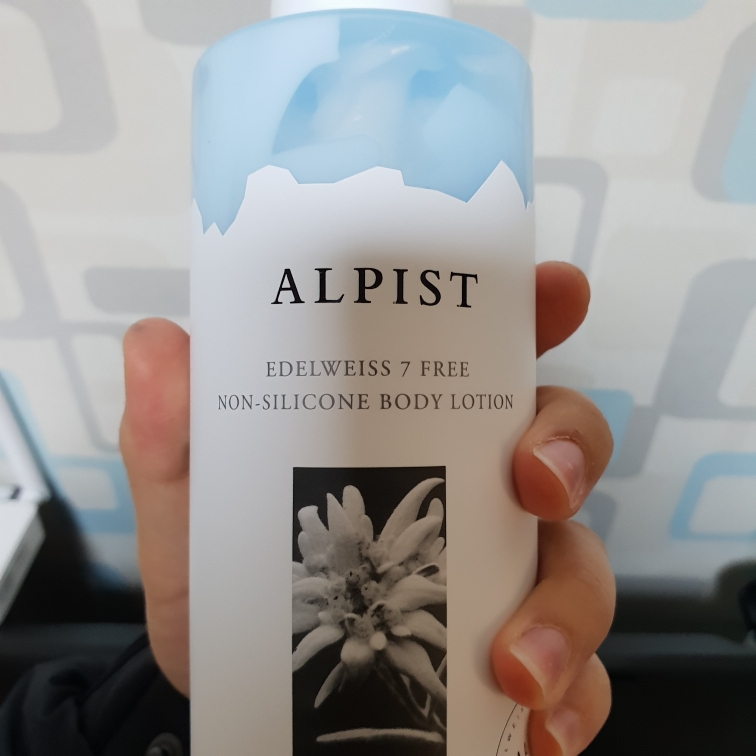 ALPIST
EDELWEISS 7 FREE
NON-SILICONE BODY LOTION